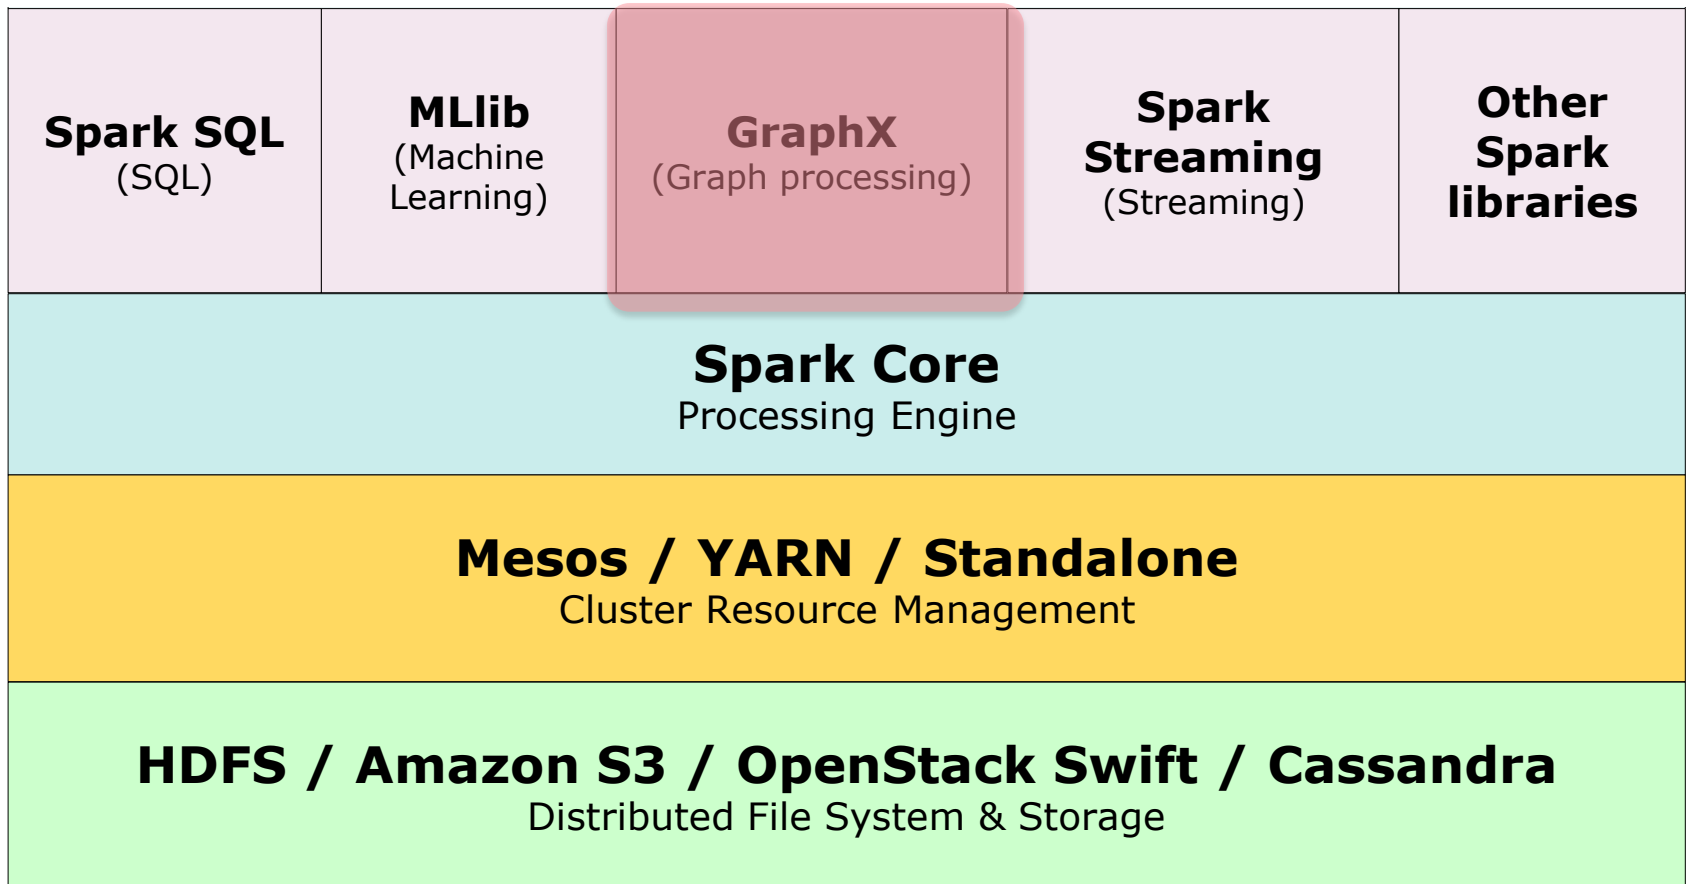 Spark SQL
(SQL)
MLlib
(Machine
Learning)
GraphX
(Graph processing)
Spark
Streaming
(Streaming)
Other
Spark
libraries
Spark Core
Processing Engine
Mesos / YARN / Standalone
Cluster Resource Management
HDFS / Amazon S3 / OpenStack Swift / Cassandra
Distributed File System & Storage